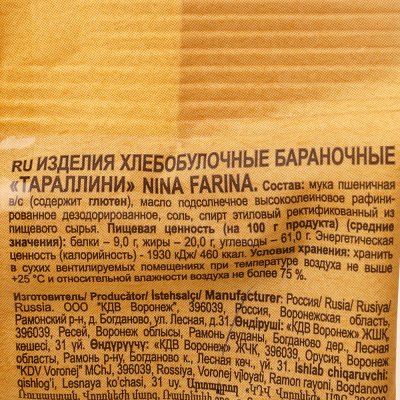 RU ИЗДЕЛИЯ ХЛЕБОБУЛОЧНЫЕ БАРАНОЧНЫЕ
«ТАРАЛЛИНИ» NINA FARINA. Состав: мука пшеничная
в/с (содержит глютен), масло подсолнечное высокоолеиновое рафини-
рованное дезодорированное, соль, спирт этиловый ректификованный из
пищевого сырья. Пищевая ценность (на 100 г продукта) (средние
значения): белки – 9,0 г, жиры – 20,0 г, углеводы – 61,0 г. Энергетическая
ценность (калорийность) - 1930 кДж/ 460 ккал. Условия хранения: хранить
в сухих вентилируемых помещениях при температуре воздуха не выше
+25 °C и относительной влажности воздуха не более 75 %.
Изготовитель/ Producător/ İstehsalçı/ Manufacturer: Россия/ Rusia/ Rusiya/
Russia. ООО "КДВ Воронеж", 396039, Россия, Воронежская область,
Рамонский р-н, д. Богданово, ул. Лесная, д.31. Өндіруші: «КДВ Воронеж» ЖШҚ,
396039, Ресей, Воронеж облысы, Рамонь ауданы, Богданово дер., Лесная
көшесі, 31 үй. Өндүрүүчү: «КДВ Воронеж» ЖЧК, 396039, Орусия, Воронеж
областы, Рамонь р-ну, Богданово к., Лесная көч., 31 үй. Ishlab chiqaruvchi:
"KDV Voronej" MChJ, 396039, Rossiya, Voronej viloyati, Ramon rayoni, Bogdanovo
qishlog'i, Lesnaya ko'chasi, 31 uy. Արտադրող՝ «ԿԴՎ Վորոնեժ»